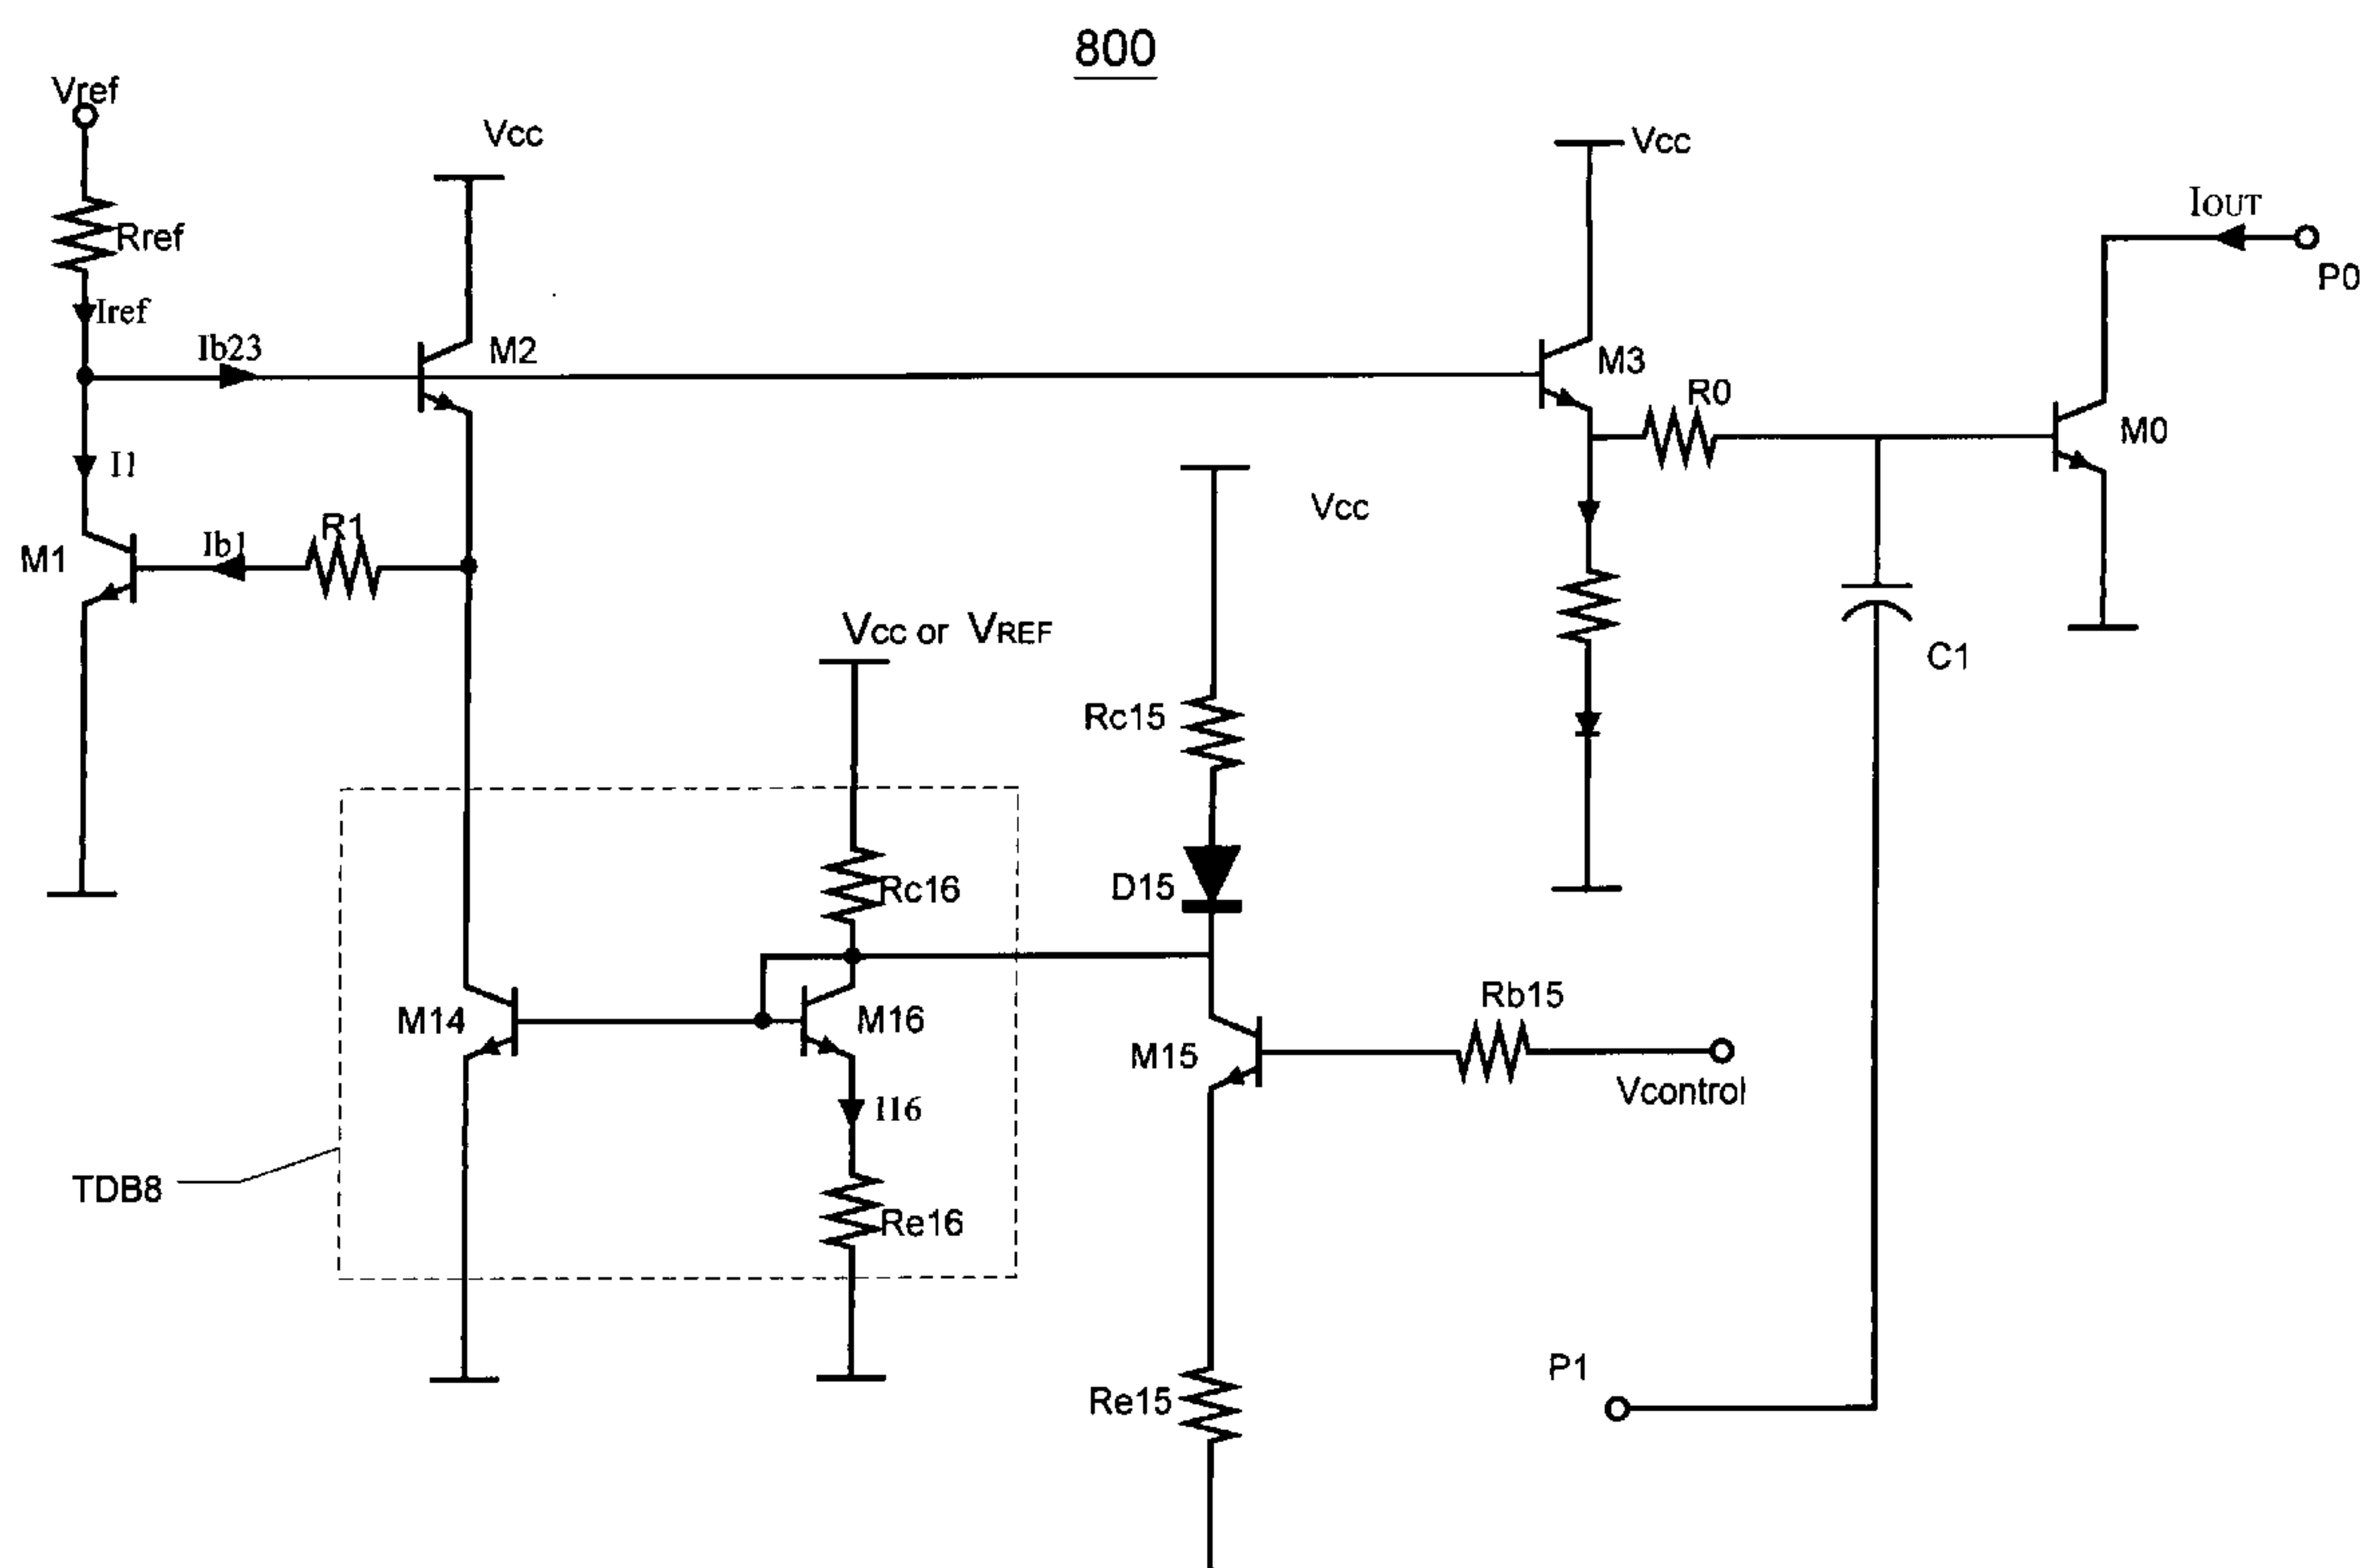 800
Vref
Vcc
Vcc
Rref
IOUT
P0
Iref
Ib23
M2
M3
R0
M0
I1
Vcc
R1
Ib1
M1
Vcc or VREF
C1
Rc15
Rc16
D15
M14
M16
Rb15
M15
Vcontrol
I16
TDB8
Re16
P1
Re15